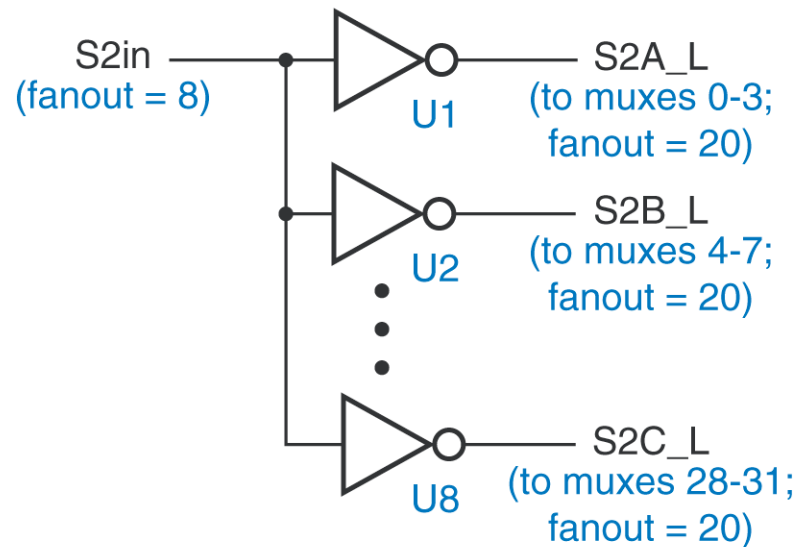 S2in
(fanout = 8)
U1
S2A_L
(to muxes 0-3;
fanout = 20)
U2
S2B_L
(to muxes 4-7;
fanout = 20)
U8
S2C_L
(to muxes 28-31;
fanout = 20)